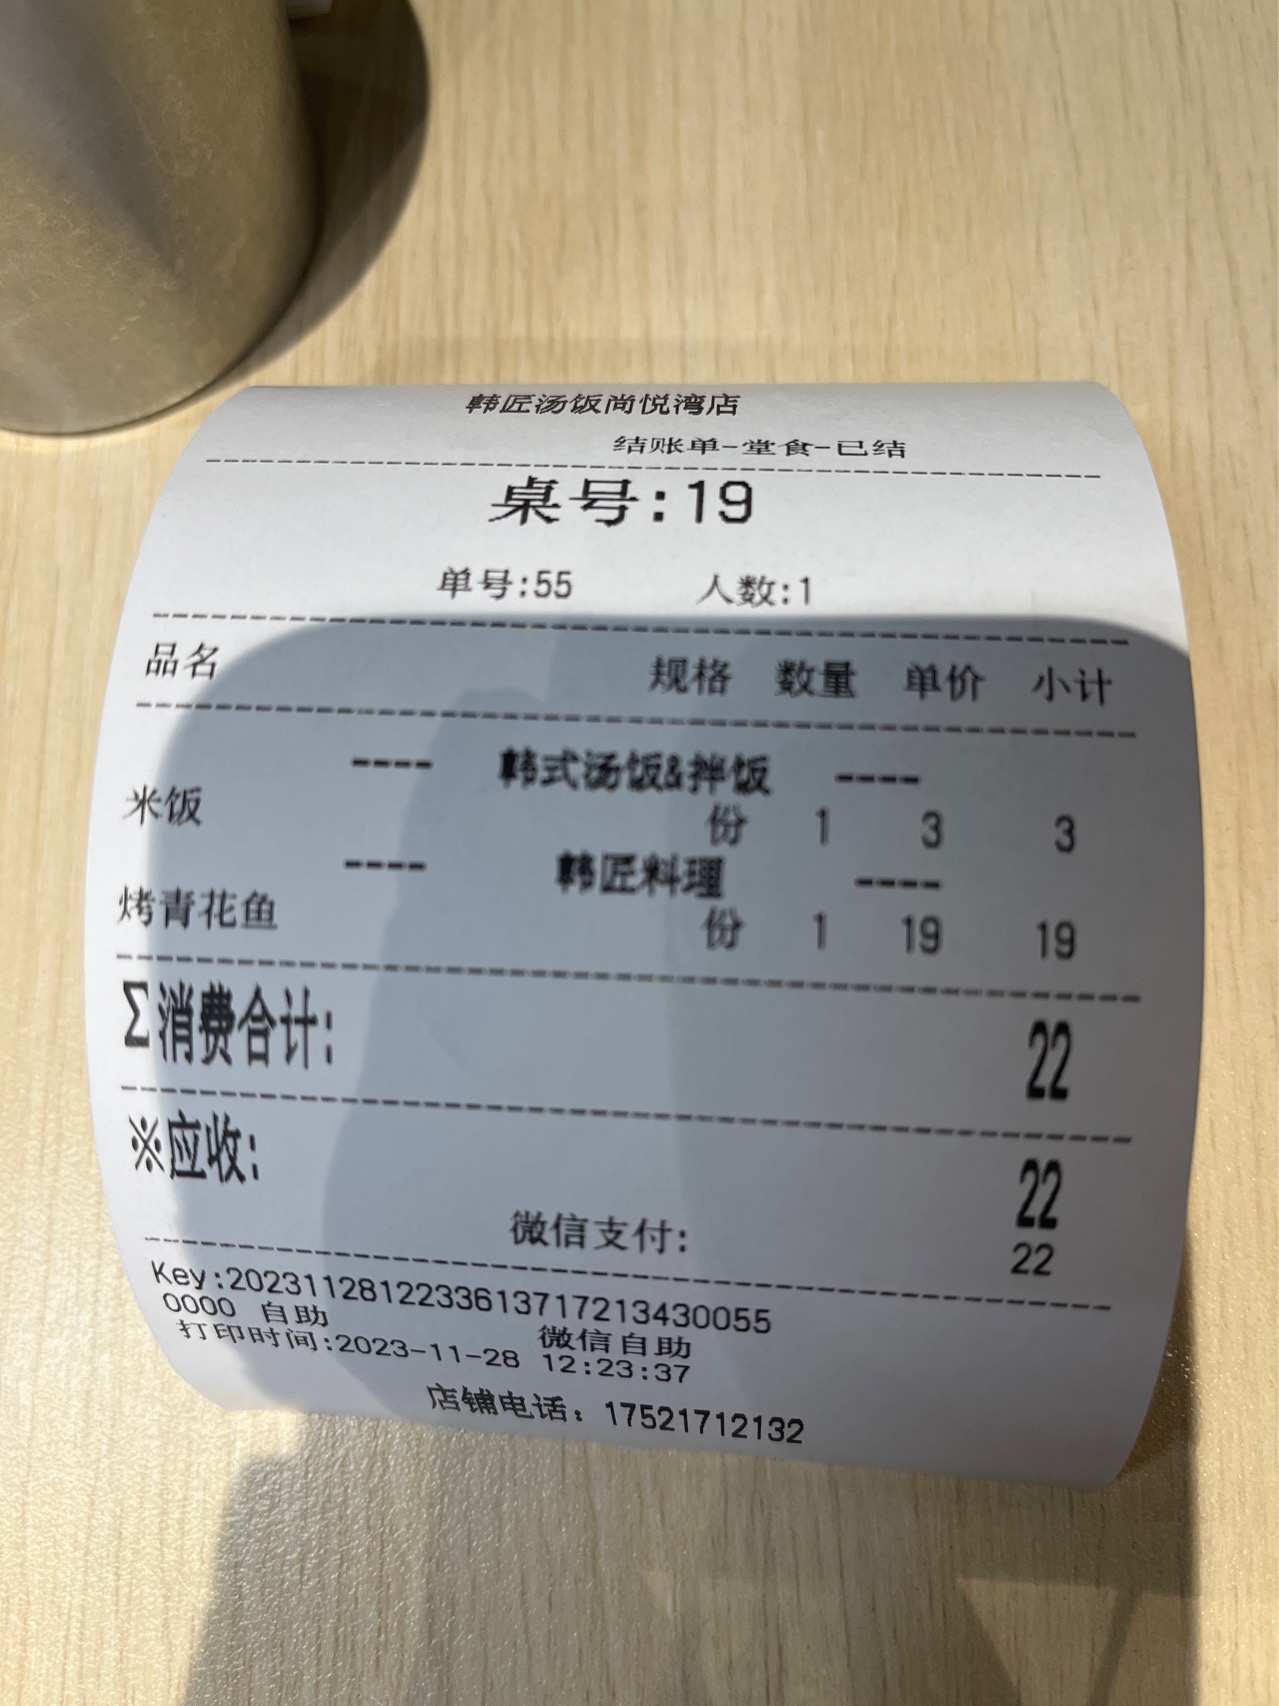 韩匠汤饭尚悦湾店
结账单-堂食-已结
桌号:19
单号:55 人数:1
品名 规格 数量 单价 小计
---- 韩式汤饭&拌饭 ----
米饭 份 1 3 3
---- 韩匠料理 ----
烤青花鱼 份 1 19 19
Σ消费合计: 22
※应收: 22
微信支付: 22
Key:2023112812233613717213430055
0000 自助 微信自助
打印时间:2023-11-28 12:23:37
店铺电话：17521712132